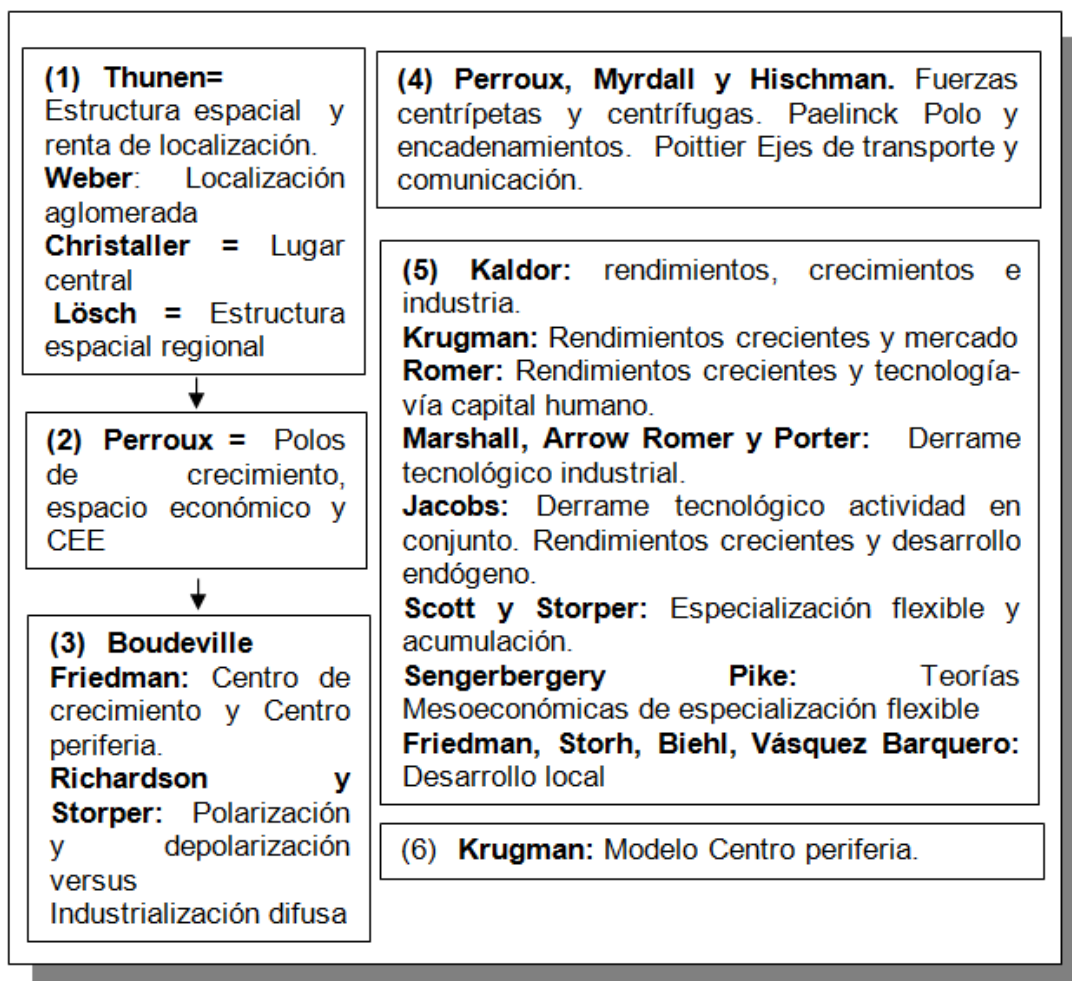 (1) Thunen=
Estructura espacial y
renta de localización.
Weber: Localización
aglomerada
Christaller = Lugar
central
Lösch = Estructura
espacial regional
(2) Perroux = Polos
de crecimiento,
espacio económico y
CEE
(3) Boudeville
Friedman: Centro de
crecimiento y Centro
periferia.
Richardson y
Storper: Polarización
y depolarización
versus
Industrialización difusa
(4) Perroux, Myrdall y Hischman. Fuerzas
centrípetas y centrífugas. Paelinck Polo y
encadenamientos. Poittier Ejes de transporte y
comunicación.
(5) Kaldor: rendimientos, crecimientos e
industria.
Krugman: Rendimientos crecientes y mercado
Romer: Rendimientos crecientes y tecnología-
vía capital humano.
Marshall, Arrow Romer y Porter: Derrame
tecnológico industrial.
Jacobs: Derrame tecnológico actividad en
conjunto. Rendimientos crecientes y desarrollo
endógeno.
Scott y Storper: Especialización flexible y
acumulación.
Sengerbergery Pike: Teorías
Mesoeconómicas de especialización flexible
Friedman, Storh, Biehl, Vásquez Barquero:
Desarrollo local
(6) Krugman: Modelo Centro periferia.